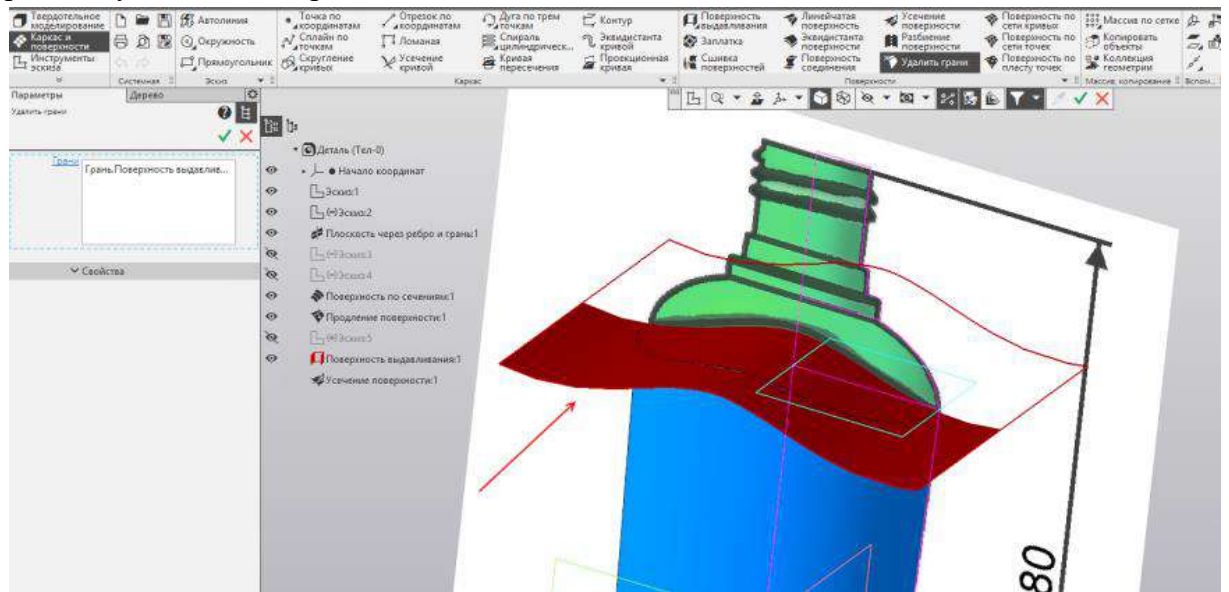 Твердотельное моделирование
Автолиния
Точка по координатам
Отрезок по координатам
Дуга по трем точкам
Контур
Поверхность выдавливания
Линейчатая поверхность
Усечение поверхности
Поверхность по сети кривых
Массив по сетке
Каркас и поверхности
Окружность
Сплайн по точкам
Ломаная
Спираль цилиндрическ...
Эквидистанта кривой
Заплатка
Эквидистанта поверхности
Разбиение поверхности
Поверхность по сети точек
Копировать объекты
Инструменты эскиза
Прямоугольник
Скругление кривых
Усечение кривой
Кривая пересечения
Проекционная кривая
Сшивка поверхностей
Поверхность соединения
Удалить грани
Поверхность по пласту точек
Коллекция геометрии
Системная
Эскиз
Каркас
Поверхности
Массив, копирование
Вспом...
Параметры
Дерево
Удалить грани
Грани
Грань.Поверхность выдавлив...
Свойства
Деталь (Тел-0)
Начало координат
Эскиз:1
(+)Эскиз:2
Плоскость через ребро и грань:1
(+)Эскиз:3
(+)Эскиз:4
Поверхность по сечениям:1
Продление поверхности:1
(+)Эскиз:5
Поверхность выдавливания:1
Усечение поверхности:1
80